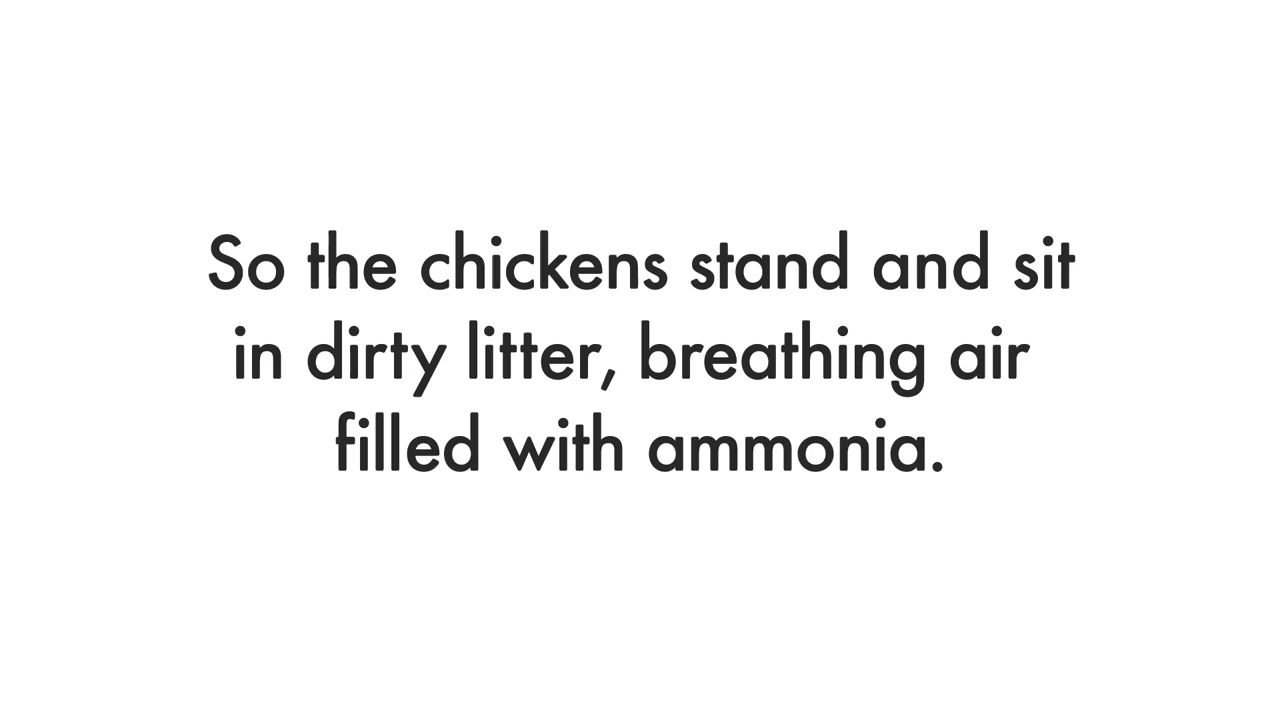 So the chickens stand and sit
in dirty litter, breathing air
filled with ammonia.